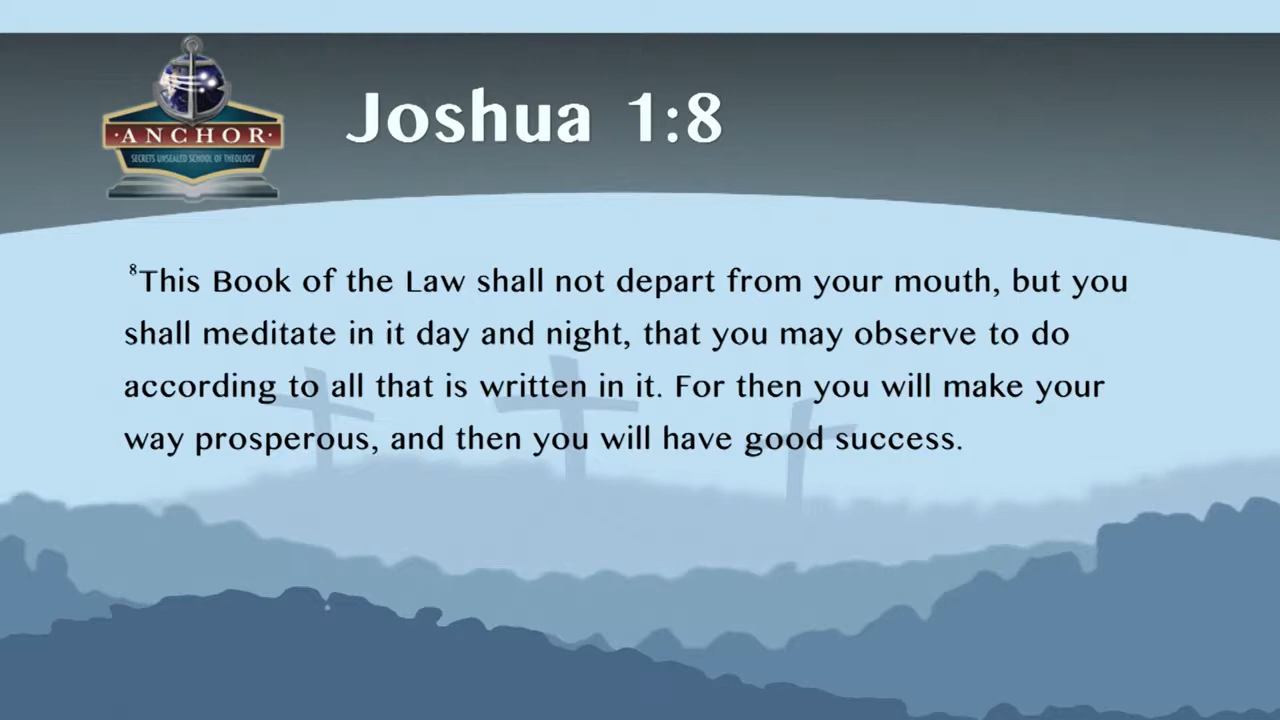 ·ANCHOR·
SECRETS UNSEALED SCHOOL OF THEOLOGY
Joshua 1:8
⁸This Book of the Law shall not depart from your mouth, but you
shall meditate in it day and night, that you may observe to do
according to all that is written in it. For then you will make your
way prosperous, and then you will have good success.